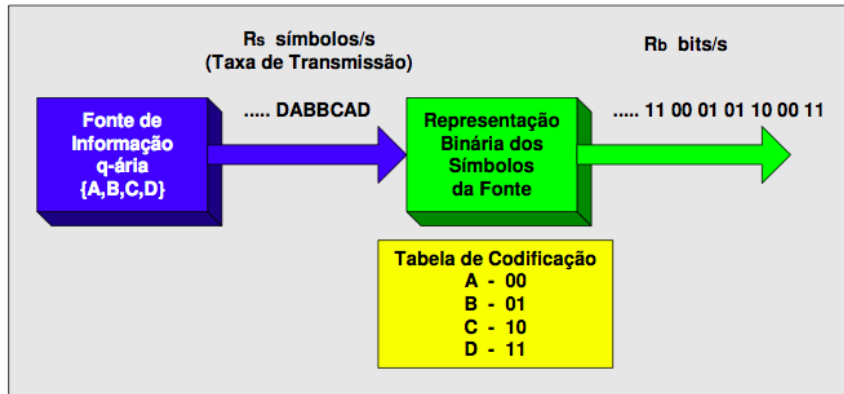 Rs símbolos/s
(Taxa de Transmissão)
Rb bits/s
Fonte de
Informação
q-ária
{A,B,C,D}
..... DABBCAD
Representação
Binária dos
Símbolos
da Fonte
..... 11 00 01 01 10 00 11
Tabela de Codificação
A - 00
B - 01
C - 10
D - 11